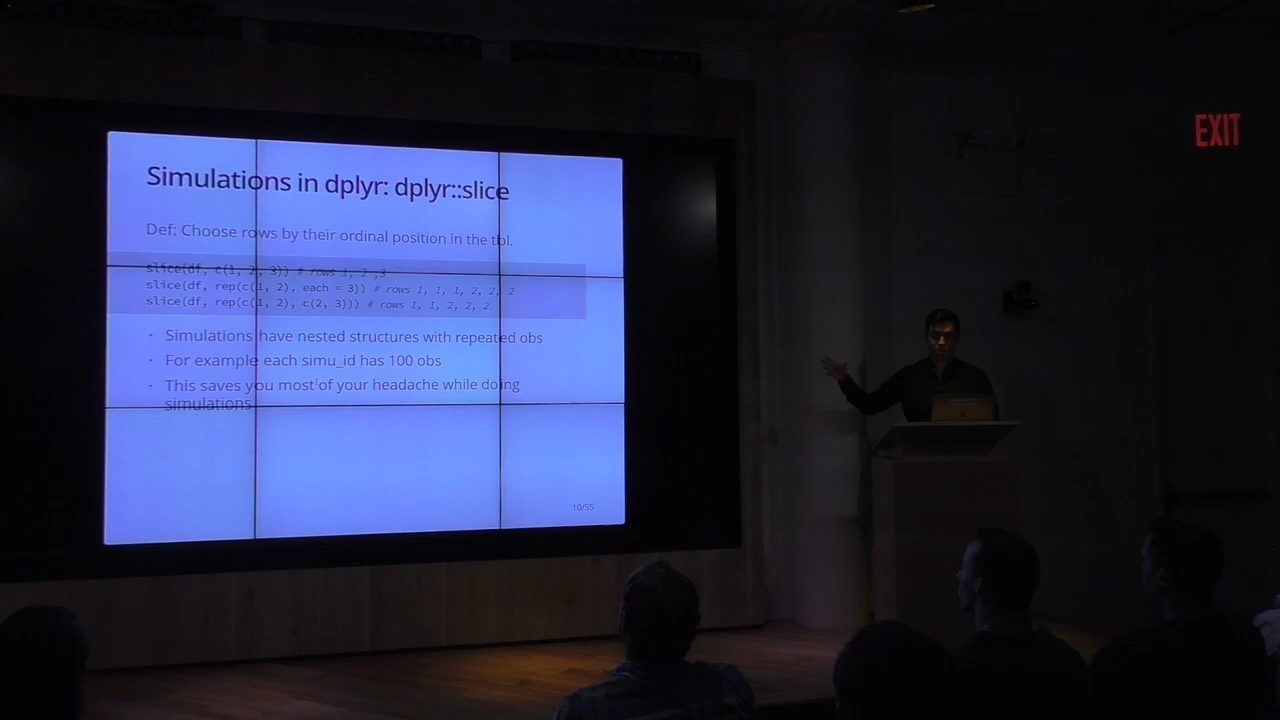 EXIT
Simulations in dplyr: dplyr::slice
Def: Choose rows by their ordinal position in the tbl.
slice(df, c(1, 2, 3)) # rows 1, 2 ,3
slice(df, rep(c(1, 2), each = 3)) # rows 1, 1, 1, 2, 2, 2
slice(df, rep(c(1, 2), c(2, 3))) # rows 1, 1, 2, 2, 2
· Simulations have nested structures with repeated obs
· For example each simu_id has 100 obs
· This saves you most of your headache while doing
simulations
10/55